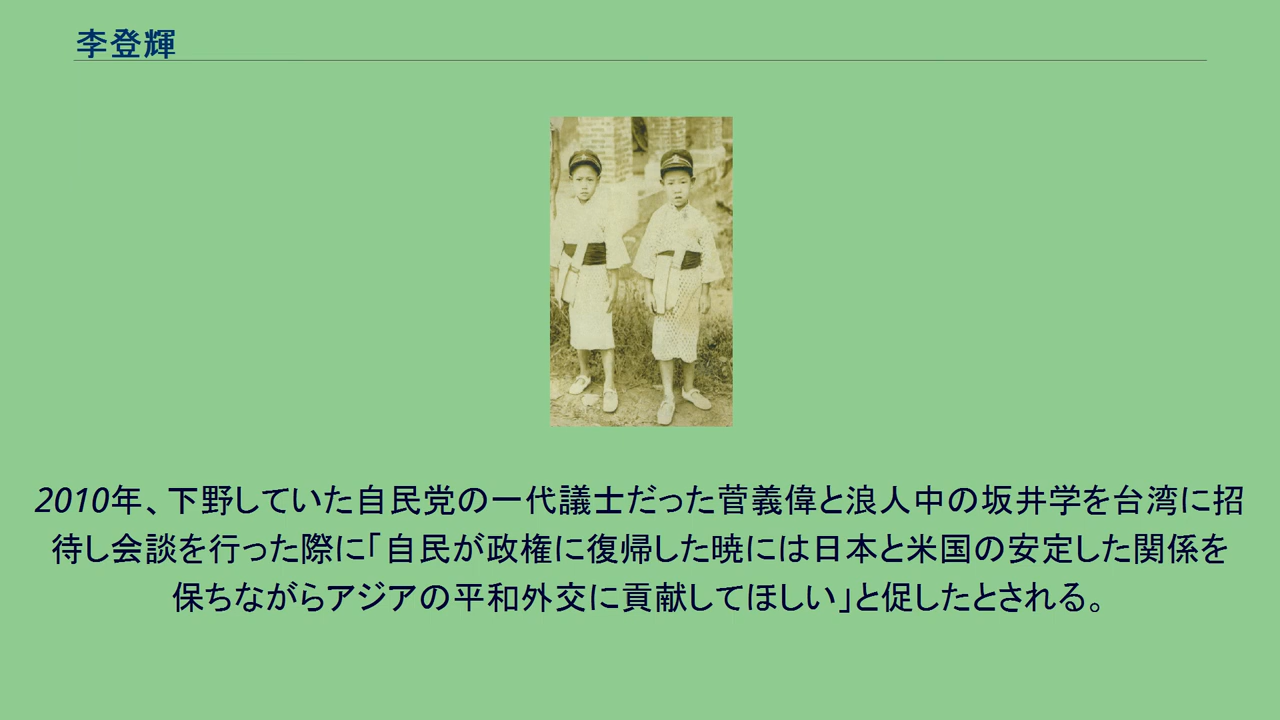 李登輝
2010年、下野していた自民党の一代議士だった菅義偉と浪人中の坂井学を台湾に招
待し会談を行った際に「自民が政権に復帰した暁には日本と米国の安定した関係を
保ちながらアジアの平和外交に貢献してほしい」と促したとされる。